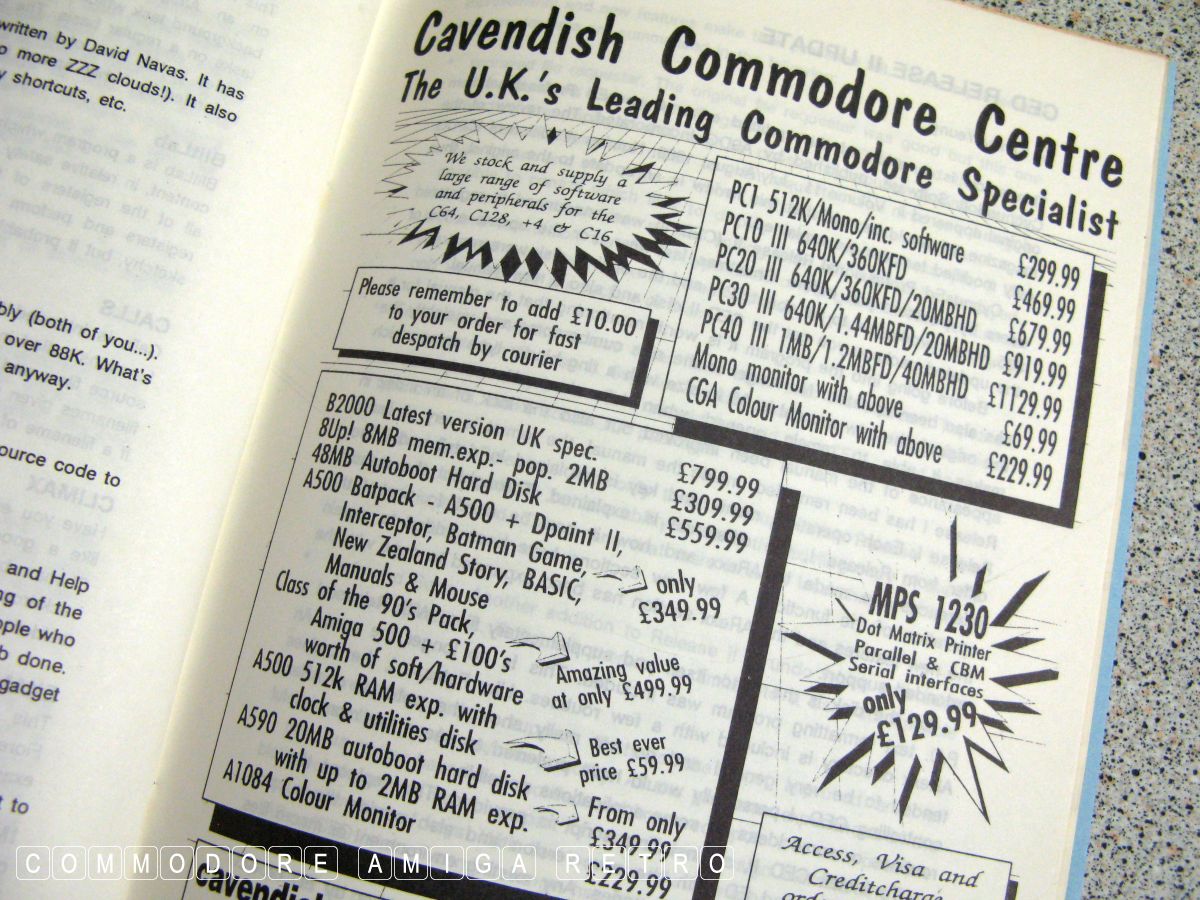 written by David Navas. It has
more ZZZ clouds!). It also
shortcuts, etc.
(both of you...).
over 88K. What's
anyway.
source code to
and Help
of the
who
done.
gadget
to
Cavendish Commodore Centre
The U.K.'s Leading Commodore Specialist
We stock and supply a
large range of software
and peripherals for the
C64, C128, +4 & C16
Please remember to add £10.00
to your order for fast
despatch by courier
PC1 512K/Mono/inc. software £299.99
PC10 III 640K/360KFD £469.99
PC20 III 640K/360KFD/20MBHD £679.99
PC30 III 640K/1.44MBFD/20MBHD £919.99
PC40 III 1MB/1.2MBFD/40MBHD £1129.99
Mono monitor with above £69.99
CGA Colour Monitor with above £229.99
B2000 Latest version UK spec. £799.99
8Up! 8MB mem.exp.- pop. 2MB £309.99
48MB Autoboot Hard Disk £559.99
A500 Batpack - A500 + Dpaint II,
Interceptor, Batman Game,
New Zealand Story, BASIC,
Manuals & Mouse
only
£349.99
Class of the 90's Pack,
Amiga 500 + £100's
worth of soft/hardware
Amazing value
at only £499.99
A500 512k RAM exp. with
clock & utilities disk
Best ever
price £59.99
A590 20MB autoboot hard disk
with up to 2MB RAM exp.
From only
£349.99
A1084 Colour Monitor £229.99
MPS 1230
Dot Matrix Printer
Parallel & CBM
Serial interfaces
only
£129.99
Access, Visa and
Creditcharge
Cavendish
COMMODORE AMIGA RETRO